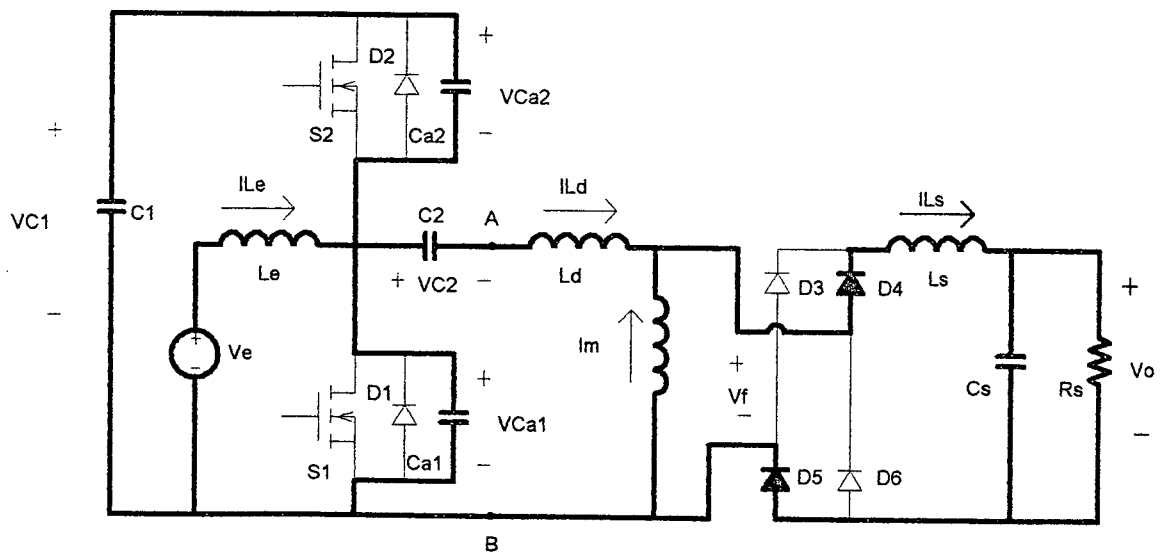 D2
+
VCa2
S2
Ca2
−
+
ILe
A
ILd
ILs
VC1
C1
C2
Le
+ VC2 −
Ld
D3
D4
Ls
−
+
Ve
−
Im
+
Vf
−
+
D1
VCa1
S1
Ca1
−
Cs
Rs
+
Vo
−
D5
D6
B